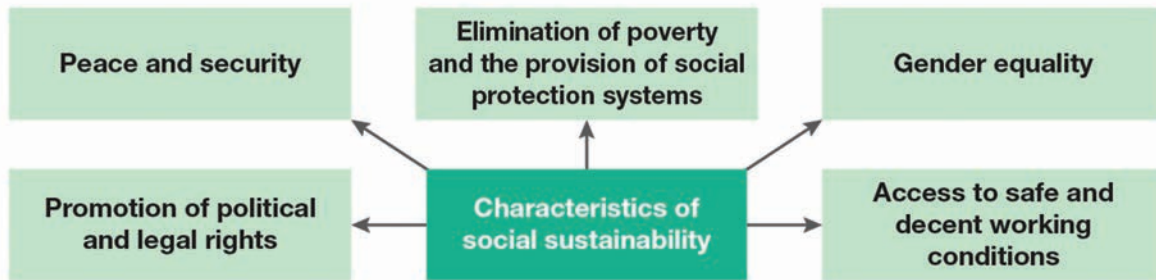 Peace and security
Elimination of poverty
and the provision of social
protection systems
Gender equality
Promotion of political
and legal rights
Characteristics of
social sustainability
Access to safe and
decent working
conditions